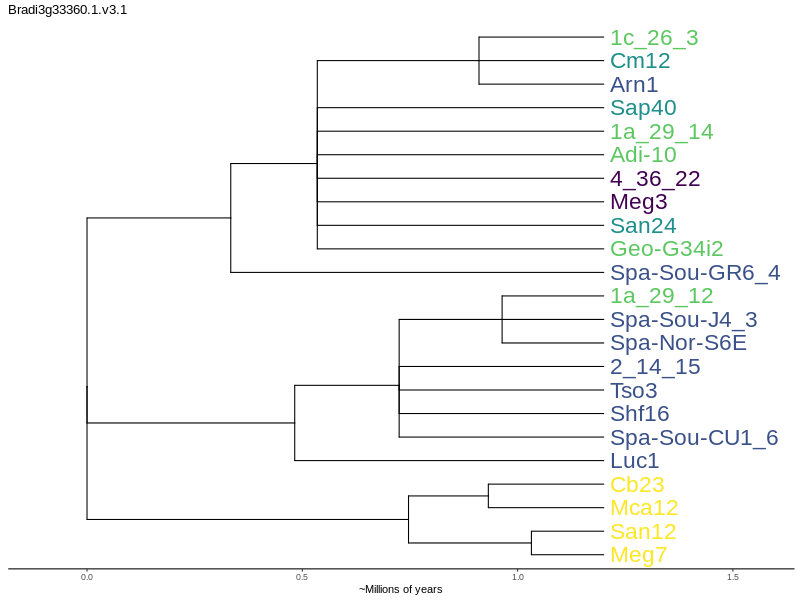 Bradi3g33360.1.v3.1
1c_26_3
Cm12
Arn1
Sap40
1a_29_14
Adi-10
4_36_22
Meg3
San24
Geo-G34i2
Spa-Sou-GR6_4
1a_29_12
Spa-Sou-J4_3
Spa-Nor-S6E
2_14_15
Tso3
Shf16
Spa-Sou-CU1_6
Luc1
Cb23
Mca12
San12
Meg7
0.0 0.5 1.0 1.5
~Millions of years